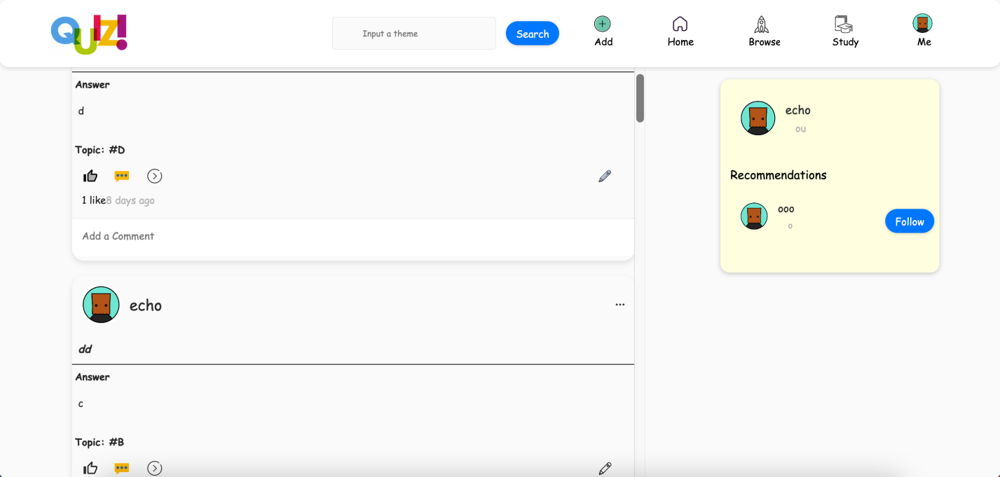 QUIZ!
Input a theme
Search
Add
Home
Browse
Study
Me
Answer
d
Topic: #D
1 like8 days ago
Add a Comment
echo
...
dd
Answer
c
Topic: #B
echo
ou
Recommendations
ooo
o
Follow